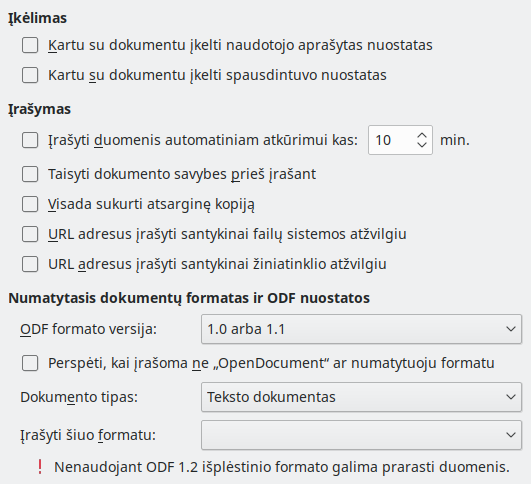 Įkėlimas
Kartu su dokumentu įkelti naudotojo aprašytas nuostatas
Kartu su dokumentu įkelti spausdintuvo nuostatas
Įrašymas
Įrašyti duomenis automatiniam atkūrimui kas: 10 min.
Taisyti dokumento savybes prieš įrašant
Visada sukurti atsarginę kopiją
URL adresus įrašyti santykinai failų sistemos atžvilgiu
URL adresus įrašyti santykinai žiniatinklio atžvilgiu
Numatytasis dokumentų formatas ir ODF nuostatos
ODF formato versija: 1.0 arba 1.1
Perspėti, kai įrašoma ne „OpenDocument“ ar numatytuoju formatu
Dokumento tipas: Teksto dokumentas
Įrašyti šiuo formatu:
! Nenaudojant ODF 1.2 išplėstinio formato galima prarasti duomenis.